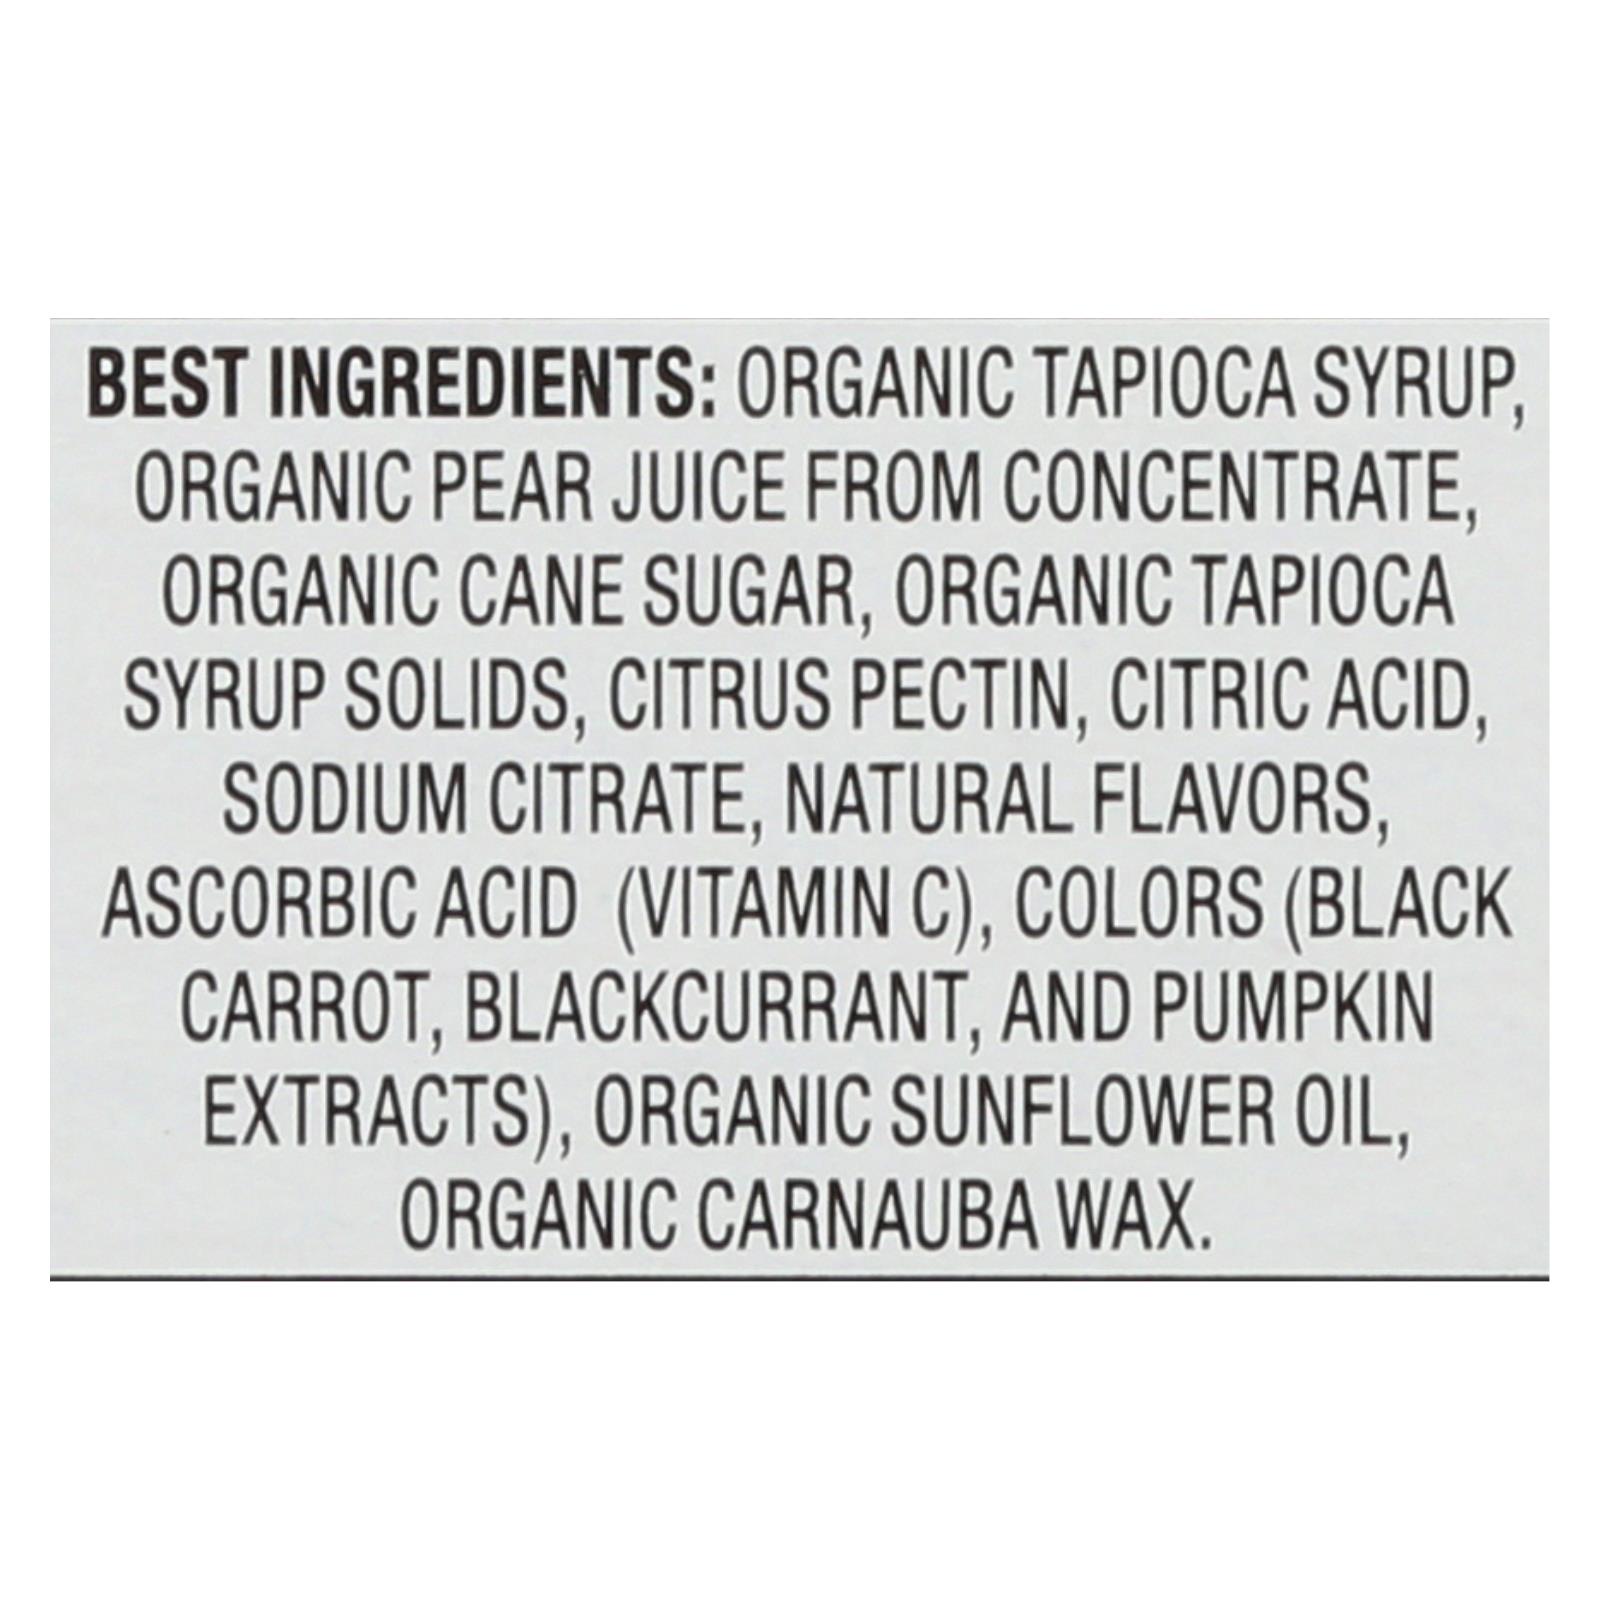 BEST INGREDIENTS: ORGANIC TAPIOCA SYRUP,
ORGANIC PEAR JUICE FROM CONCENTRATE,
ORGANIC CANE SUGAR, ORGANIC TAPIOCA
SYRUP SOLIDS, CITRUS PECTIN, CITRIC ACID,
SODIUM CITRATE, NATURAL FLAVORS,
ASCORBIC ACID (VITAMIN C), COLORS (BLACK
CARROT, BLACKCURRANT, AND PUMPKIN
EXTRACTS), ORGANIC SUNFLOWER OIL,
ORGANIC CARNAUBA WAX.